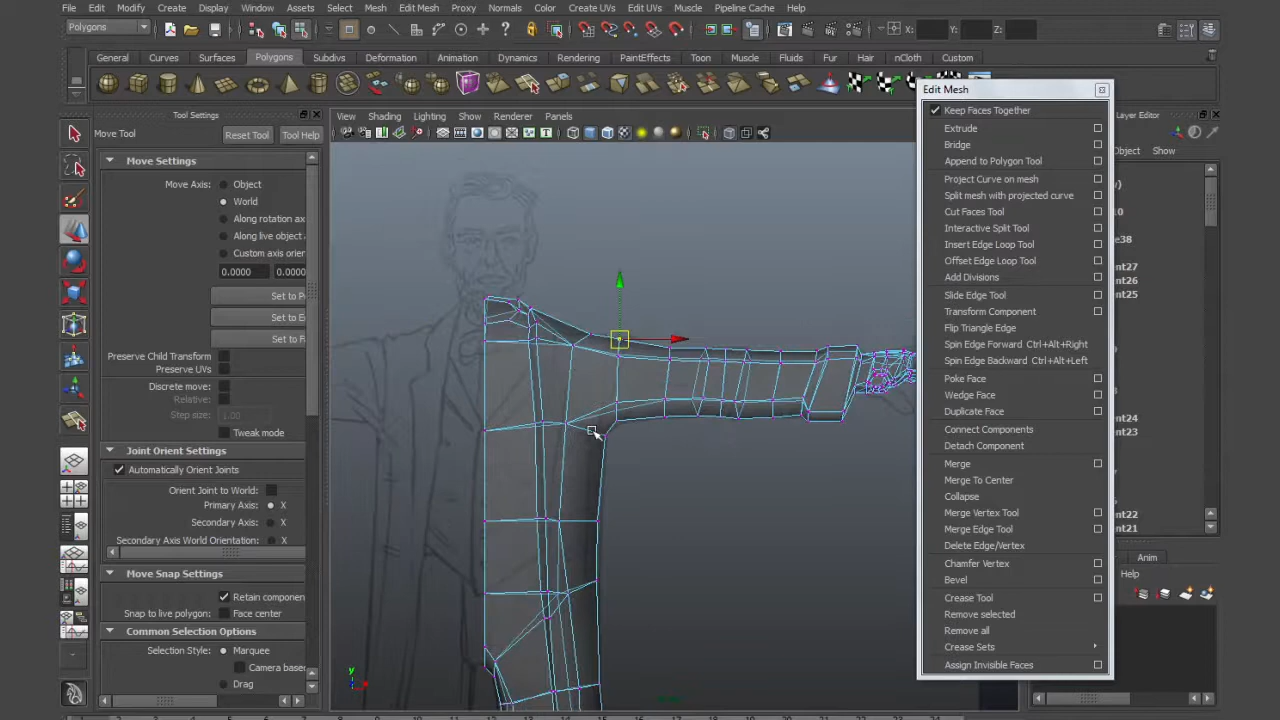 File Edit Modify Create Display Window Assets Select Mesh Edit Mesh Proxy Normals Color Create UVs Edit UVs Muscle Pipeline Cache Help
Polygons X: Y: Z:
General Curves Surfaces Polygons Subdivs Deformation Animation Dynamics Rendering PaintEffects Toon Muscle Fluids Fur Hair nCloth Custom
Tool Settings
Move Tool Reset Tool Tool Help
Move Settings
Move Axis: Object
World
Along rotation ax
Along live object
Custom axis orien
0.0000 0.0000
Set to P
Set to E
Set to F
Preserve Child Transform
Preserve UVs
Discrete move:
Relative:
Step size: 1.00
Tweak mode
Joint Orient Settings
Automatically Orient Joints
Orient Joint to World:
Primary Axis: X
Secondary Axis: X
Secondary Axis World Orientation: X
Move Snap Settings
Retain componen
Snap to live polygon: Face center
Common Selection Options
Selection Style: Marquee
Camera based
Drag
View Shading Lighting Show Renderer Panels
y
Edit Mesh
Keep Faces Together
Extrude
Bridge
Append to Polygon Tool
Project Curve on mesh
Split mesh with projected curve
Cut Faces Tool
Interactive Split Tool
Insert Edge Loop Tool
Offset Edge Loop Tool
Add Divisions
Slide Edge Tool
Transform Component
Flip Triangle Edge
Spin Edge Forward Ctrl+Alt+Right
Spin Edge Backward Ctrl+Alt+Left
Poke Face
Wedge Face
Duplicate Face
Connect Components
Detach Component
Merge
Merge To Center
Collapse
Merge Vertex Tool
Merge Edge Tool
Delete Edge/Vertex
Chamfer Vertex
Bevel
Crease Tool
Remove selected
Remove all
Crease Sets
Assign Invisible Faces
Layer Editor
Object Show
y)
10
e38
ent27
ent26
ent25
ent24
ent23
ent22
ent21
Anim
Help